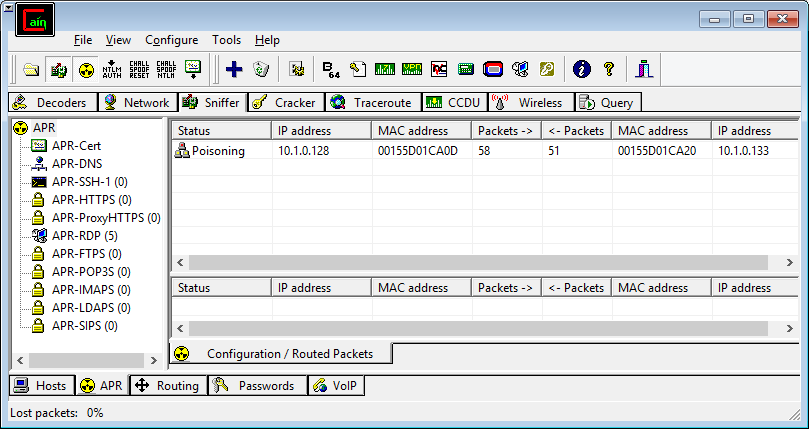 Cain
File View Configure Tools Help
NTLM AUTH CHALL SPOOF RESET CHALL SPOOF NTLM B 64
Decoders Network Sniffer Cracker Traceroute CCDU Wireless Query
APR
APR-Cert
APR-DNS
APR-SSH-1 (0)
APR-HTTPS (0)
APR-ProxyHTTPS (0)
APR-RDP (5)
APR-FTPS (0)
APR-POP3S (0)
APR-IMAPS (0)
APR-LDAPS (0)
APR-SIPS (0)
Status IP address MAC address Packets -> <- Packets MAC address IP address
Poisoning 10.1.0.128 00155D01CA0D 58 51 00155D01CA20 10.1.0.133
Status IP address MAC address Packets -> <- Packets MAC address IP address
Configuration / Routed Packets
Hosts APR Routing Passwords VoIP
Lost packets: 0%